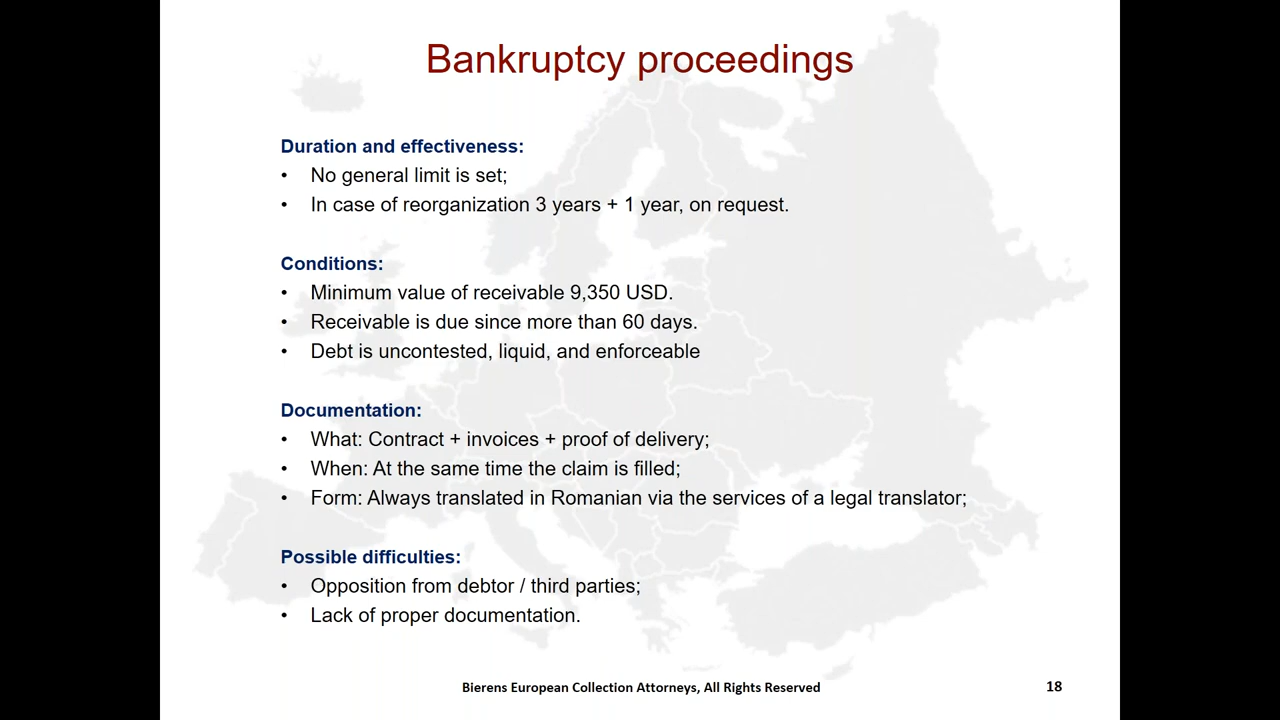 Bankruptcy proceedings
Duration and effectiveness:
• No general limit is set;
• In case of reorganization 3 years + 1 year, on request.
Conditions:
• Minimum value of receivable 9,350 USD.
• Receivable is due since more than 60 days.
• Debt is uncontested, liquid, and enforceable
Documentation:
• What: Contract + invoices + proof of delivery;
• When: At the same time the claim is filled;
• Form: Always translated in Romanian via the services of a legal translator;
Possible difficulties:
• Opposition from debtor / third parties;
• Lack of proper documentation.
Bierens European Collection Attorneys, All Rights Reserved
18